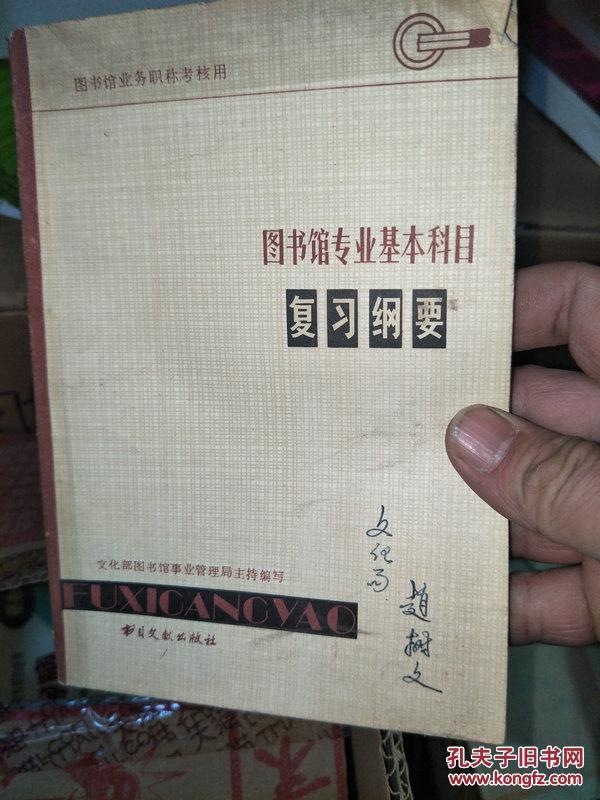 图书馆业务职称考核用
图书馆专业基本科目
复习纲要
文化局
赵树文
文化部图书馆事业管理局主持编写
FUXIGANGYAO
书目文献出版社
孔夫子旧书网
www.kongfz.com